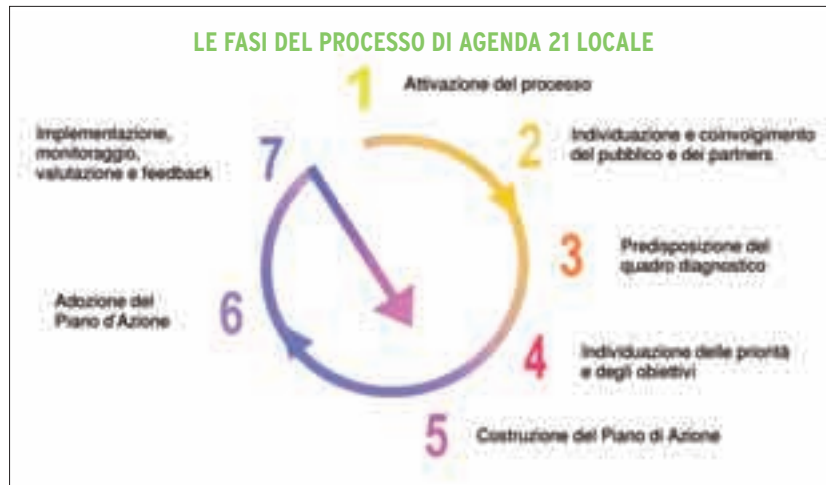 LE FASI DEL PROCESSO DI AGENDA 21 LOCALE
1
Attivazione del processo
2
Individuazione e coinvolgimento
del pubblico e dei partners
3
Predisposizione del
quadro diagnostico
4
Individuazione delle priorità
e degli obiettivi
5
Costruzione del Piano di Azione
6
Adozione del
Piano d'Azione
7
Implementazione,
monitoraggio,
valutazione e feedback